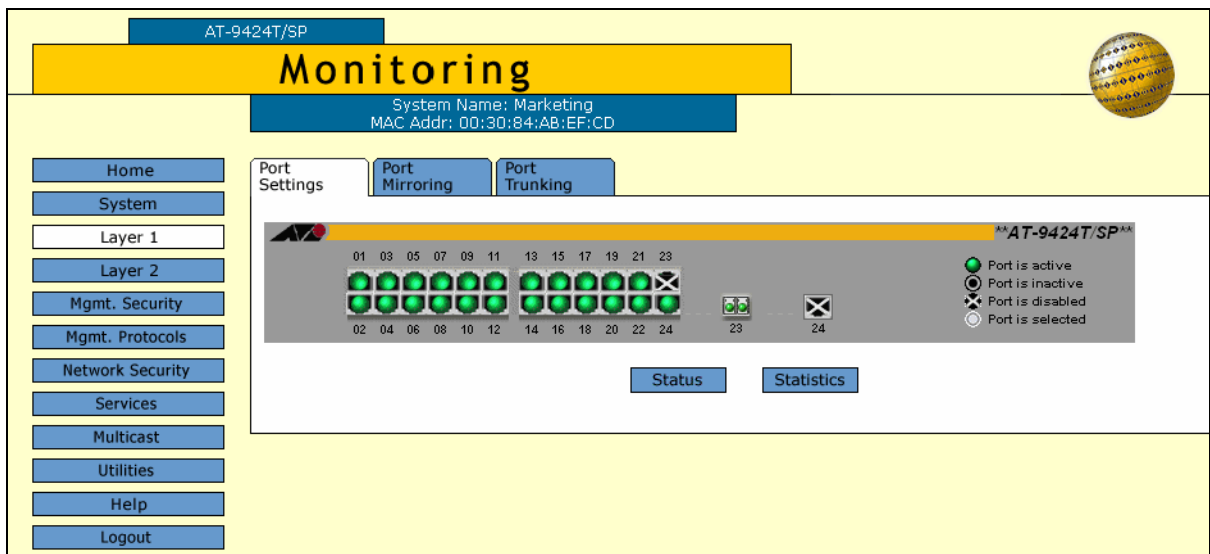 AT-9424T/SP
Monitoring
System Name: Marketing
MAC Addr: 00:30:84:AB:EF:CD
Home
System
Layer 1
Layer 2
Mgmt. Security
Mgmt. Protocols
Network Security
Services
Multicast
Utilities
Help
Logout
Port
Settings
Port
Mirroring
Port
Trunking
**AT-9424T/SP**
01 03 05 07 09 11 13 15 17 19 21 23
02 04 06 08 10 12 14 16 18 20 22 24 23 24
Port is active
Port is inactive
Port is disabled
Port is selected
Status
Statistics